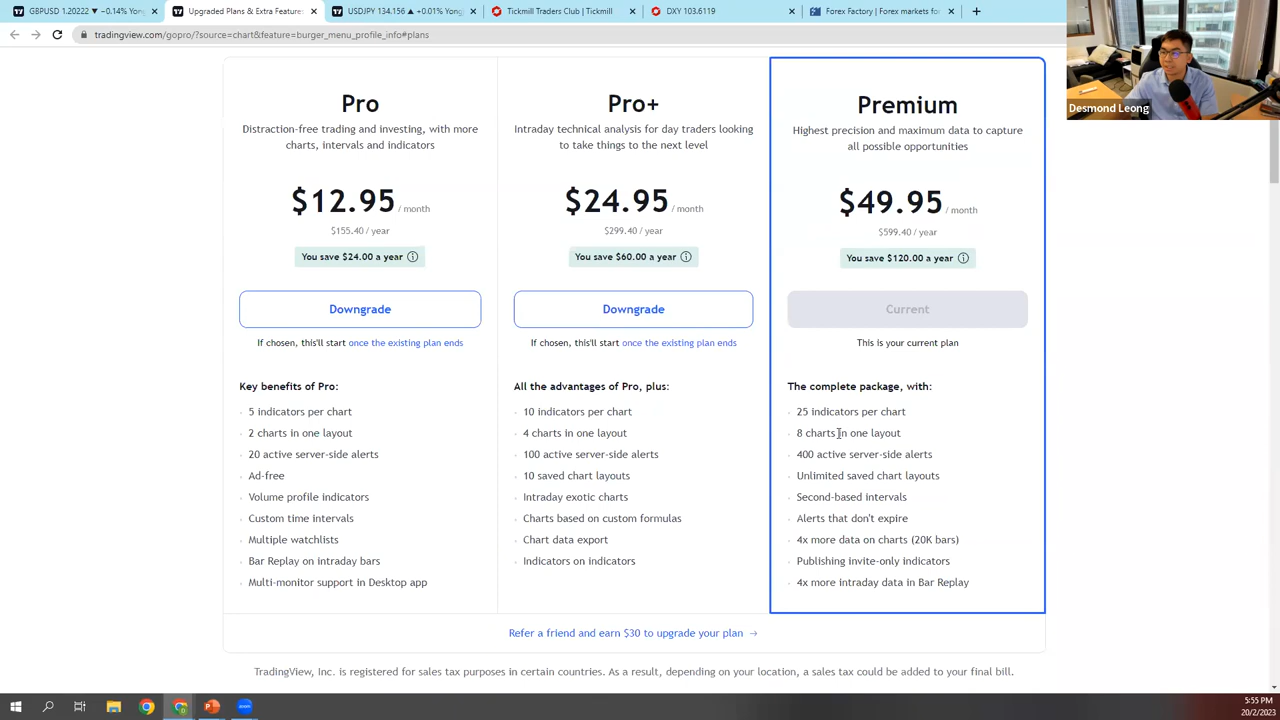 GBPUSD 1.20222 ▼ −0.14% Yong
Upgraded Plans & Extra Feature
USDJPY 134.156 ▲ +0.01% Yong
Tickmill Traders Club | Tickmill
DXY 103.6119
Forex Factory | Forex markets fo
tradingview.com/gopro/?source=chart&feature=burger_menu_profile_info#plans
Desmond Leong
Pro
Distraction-free trading and investing, with more
charts, intervals and indicators
$12.95 / month
$155.40 / year
You save $24.00 a year
Downgrade
If chosen, this'll start once the existing plan ends
Key benefits of Pro:
5 indicators per chart
2 charts in one layout
20 active server-side alerts
Ad-free
Volume profile indicators
Custom time intervals
Multiple watchlists
Bar Replay on intraday bars
Multi-monitor support in Desktop app
Pro+
Intraday technical analysis for day traders looking
to take things to the next level
$24.95 / month
$299.40 / year
You save $60.00 a year
Downgrade
If chosen, this'll start once the existing plan ends
All the advantages of Pro, plus:
10 indicators per chart
4 charts in one layout
100 active server-side alerts
10 saved chart layouts
Intraday exotic charts
Charts based on custom formulas
Chart data export
Indicators on indicators
Premium
Highest precision and maximum data to capture
all possible opportunities
$49.95 / month
$599.40 / year
You save $120.00 a year
Current
This is your current plan
The complete package, with:
25 indicators per chart
8 charts in one layout
400 active server-side alerts
Unlimited saved chart layouts
Second-based intervals
Alerts that don't expire
4x more data on charts (20K bars)
Publishing invite-only indicators
4x more intraday data in Bar Replay
Refer a friend and earn $30 to upgrade your plan →
TradingView, Inc. is registered for sales tax purposes in certain countries. As a result, depending on your location, a sales tax could be added to your final bill.
5:55 PM
20/2/2023